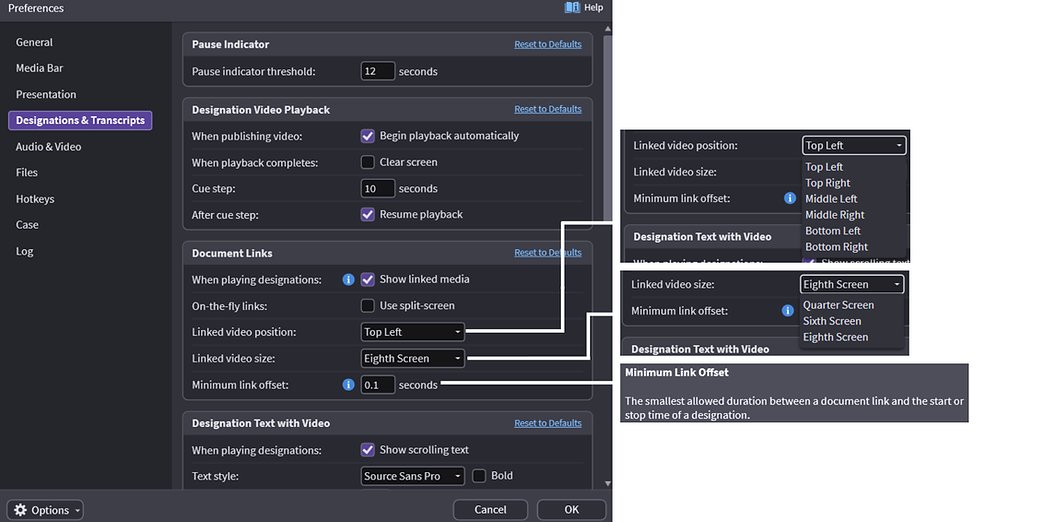 Preferences
Help
General
Media Bar
Presentation
Designations & Transcripts
Audio & Video
Files
Hotkeys
Case
Log
Pause Indicator Reset to Defaults
Pause indicator threshold: 12 seconds
Designation Video Playback Reset to Defaults
When publishing video: Begin playback automatically
When playback completes: Clear screen
Cue step: 10 seconds
After cue step: Resume playback
Document Links Reset to Defaults
When playing designations: Show linked media
On-the-fly links: Use split-screen
Linked video position: Top Left
Linked video size: Eighth Screen
Minimum link offset: 0.1 seconds
Designation Text with Video Reset to Defaults
When playing designations: Show scrolling text
Text style: Source Sans Pro Bold
Options
Cancel
OK
Linked video position: Top Left
Linked video size:
Minimum link offset:
Top Left
Top Right
Middle Left
Middle Right
Bottom Left
Bottom Right
Designation Text with Video
When playing designations: Show scrolling text
Linked video size: Eighth Screen
Minimum link offset:
Quarter Screen
Sixth Screen
Eighth Screen
Designation Text with Video
Minimum Link Offset
The smallest allowed duration between a document link and the start or
stop time of a designation.